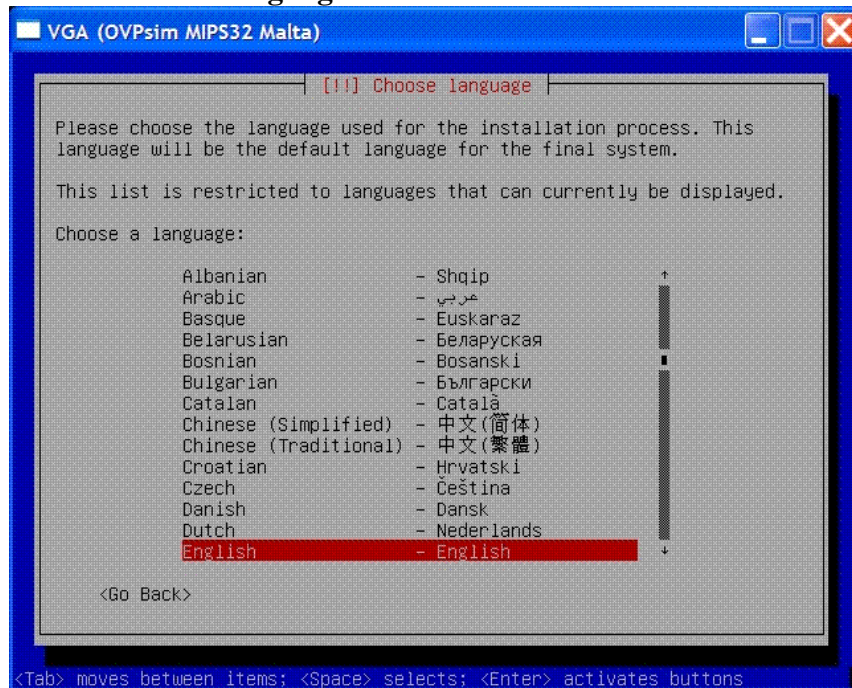 VGA (OVPsim MIPS32 Malta)
[!!] Choose language
Please choose the language used for the installation process. This
language will be the default language for the final system.
This list is restricted to languages that can currently be displayed.
Choose a language:
Albanian – Shqip
Arabic – عربي
Basque – Euskaraz
Belarusian – Беларуская
Bosnian – Bosanski
Bulgarian – Български
Catalan – Català
Chinese (Simplified) – 中文(简体)
Chinese (Traditional) – 中文(繁體)
Croatian – Hrvatski
Czech – Čeština
Danish – Dansk
Dutch – Nederlands
English – English
<Go Back>
<Tab> moves between items; <Space> selects; <Enter> activates buttons